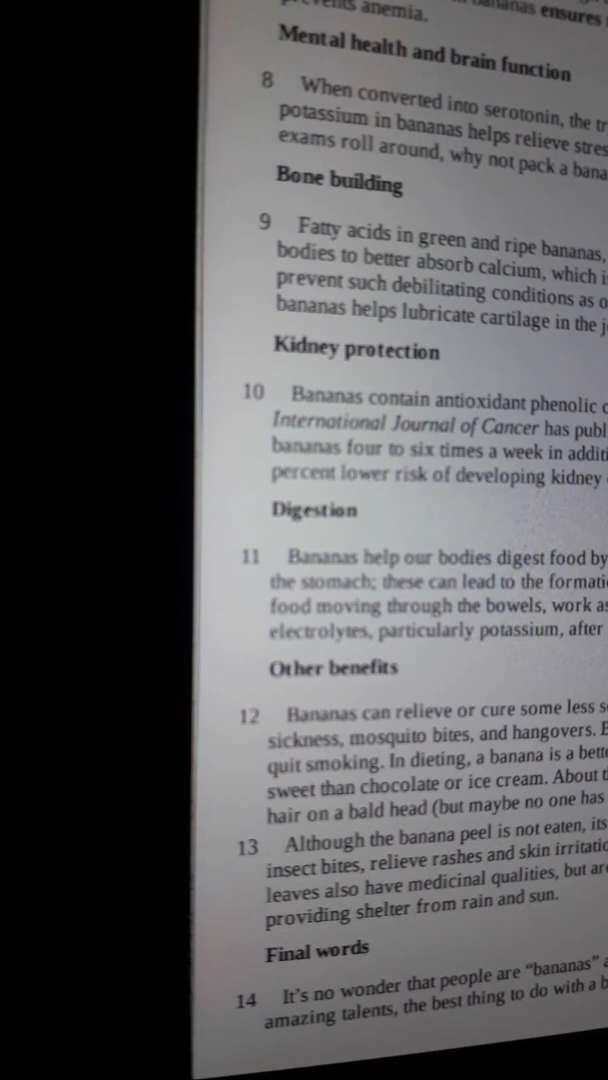 anemia.
bananas ensures
Mental health and brain function
8 When converted into serotonin, the
potassium in bananas helps relieve
exams roll around, why not pack a
Bone building
9 Fatty acids in green and ripe bananas,
bodies to better absorb calcium, which
prevent such debilitating conditions as
bananas helps lubricate cartilage in the
Kidney protection
10 Bananas contain antioxidant phenolic
International Journal of Cancer has
bananas four to six times a week in
percent lower risk of developing kidney
Digestion
11 Bananas help our bodies digest food by
the stomach; these can lead to the
food moving through the bowels, work as
electrolytes, particularly potassium, after
Other benefits
12 Bananas can relieve or cure some less
sickness, mosquito bites, and hangovers.
quit smoking. In dieting, a banana is a
sweet than chocolate or ice cream. About
hair on a bald head (but maybe no one has
13 Although the banana peel is not eaten, its
insect bites, relieve rashes and skin
leaves also have medicinal qualities, but
providing shelter from rain and sun.
Final words
14 It's no wonder that people are "bananas"
amazing talents, the best thing to do with a